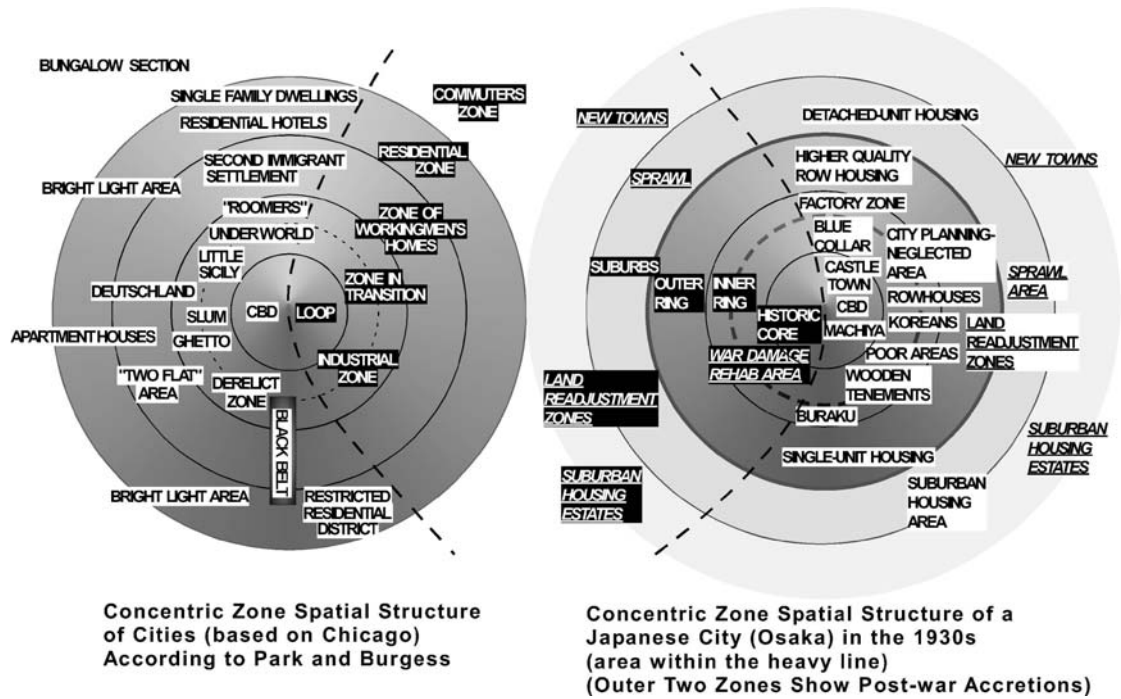 BUNGALOW SECTION
SINGLE FAMILY DWELLINGS
RESIDENTIAL HOTELS
COMMUTERS
ZONE
SECOND IMMIGRANT
SETTLEMENT
RESIDENTIAL
ZONE
BRIGHT LIGHT AREA
"ROOMERS"
UNDERWORLD
ZONE OF
WORKINGMEN'S
HOMES
LITTLE
SICILY
DEUTSCHLAND
ZONE IN
TRANSITION
CBD
LOOP
SLUM
APARTMENT HOUSES
GHETTO
INDUSTRIAL
ZONE
"TWO FLAT"
AREA
DERELICT
ZONE
BLACK BELT
BRIGHT LIGHT AREA
RESTRICTED
RESIDENTIAL
DISTRICT
Concentric Zone Spatial Structure
of Cities (based on Chicago)
According to Park and Burgess
NEW TOWNS
DETACHED-UNIT HOUSING
HIGHER QUALITY
ROW HOUSING
NEW TOWNS
SPRAWL
FACTORY ZONE
BLUE
COLLAR
CITY PLANNING-
NEGLECTED
AREA
SUBURBS
OUTER
RING
INNER
RING
CASTLE
TOWN
SPRAWL
AREA
ROWHOUSES
CBD
HISTORIC
CORE
MACHIYA
KOREANS
LAND
READJUSTMENT
ZONES
WAR DAMAGE
REHAB AREA
POOR AREAS
WOODEN
TENEMENTS
LAND
READJUSTMENT
ZONES
BURAKU
SUBURBAN
HOUSING
ESTATES
SINGLE-UNIT HOUSING
SUBURBAN
HOUSING
ESTATES
SUBURBAN
HOUSING
AREA
Concentric Zone Spatial Structure of a
Japanese City (Osaka) in the 1930s
(area within the heavy line)
(Outer Two Zones Show Post-war Accretions)